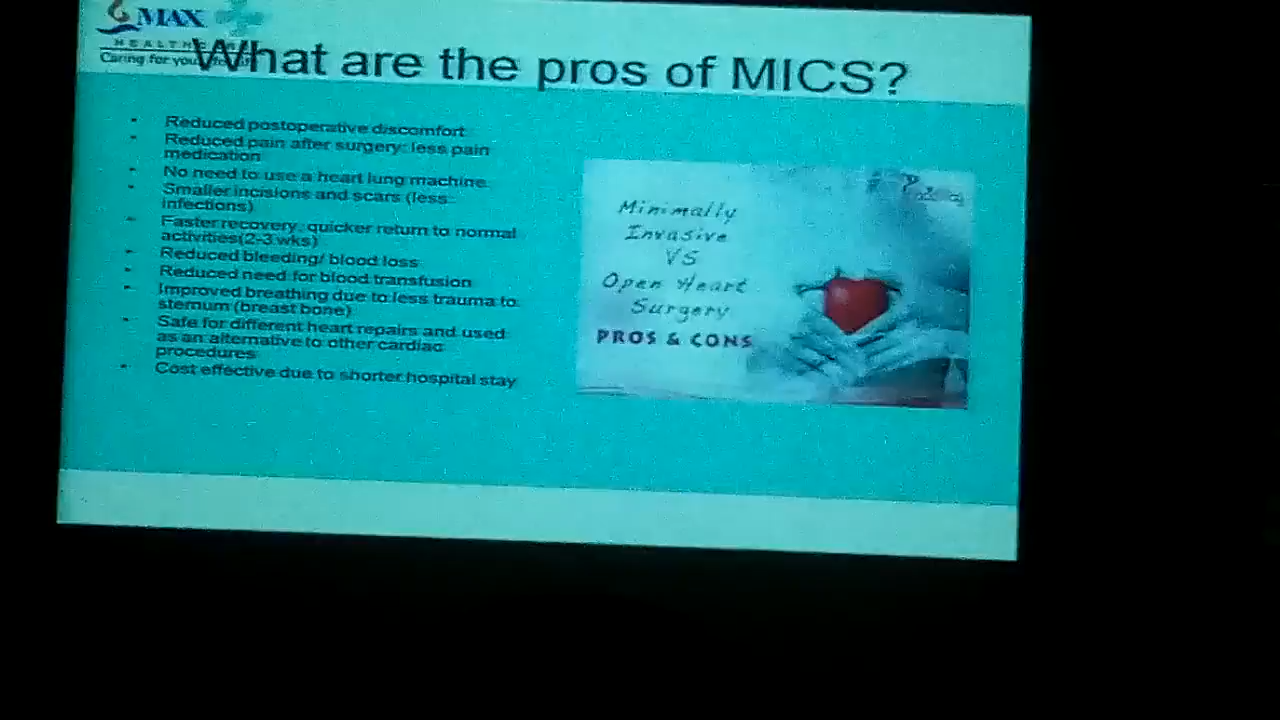 MAX
HEALTH
Caring for you
What are the pros of MICS?
• Reduced postoperative discomfort
• Reduced pain after surgery: less pain
medication
• No need to use a heart lung machine
• Smaller incisions and scars (less
infections)
• Faster recovery; quicker return to normal
activities(2-3 wks)
• Reduced bleeding/ blood loss
• Reduced need for blood transfusion
• Improved breathing due to less trauma to
sternum (breast bone)
• Safe for different heart repairs and used
as an alternative to other cardiac
procedures
• Cost effective due to shorter hospital stay
Minimally
Invasive
VS
Open Heart
Surgery
PROS & CONS